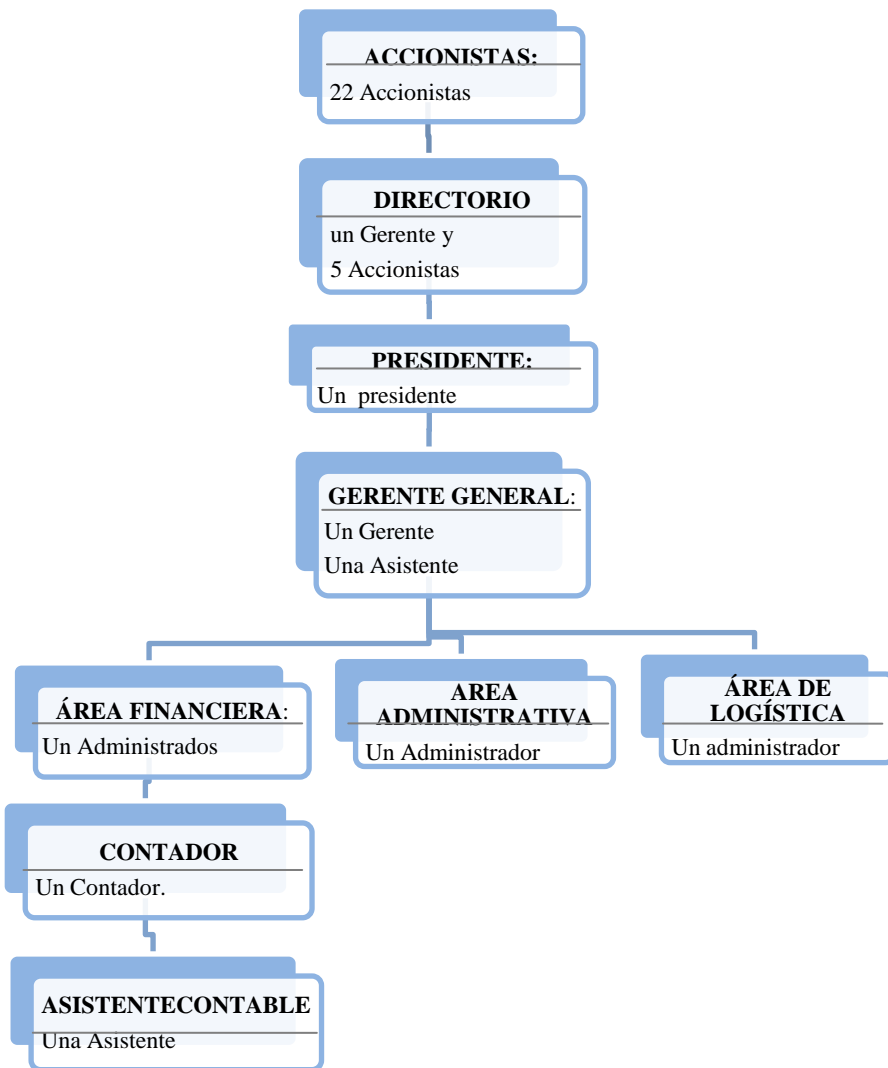 ACCIONISTAS:
22 Accionistas
DIRECTORIO
un Gerente y
5 Accionistas
PRESIDENTE:
Un presidente
GERENTE GENERAL:
Un Gerente
Una Asistente
ÁREA FINANCIERA:
Un Administrados
AREA
ADMINISTRATIVA
Un Administrador
ÁREA DE
LOGÍSTICA
Un administrador
CONTADOR
Un Contador.
ASISTENTECONTABLE
Una Asistente